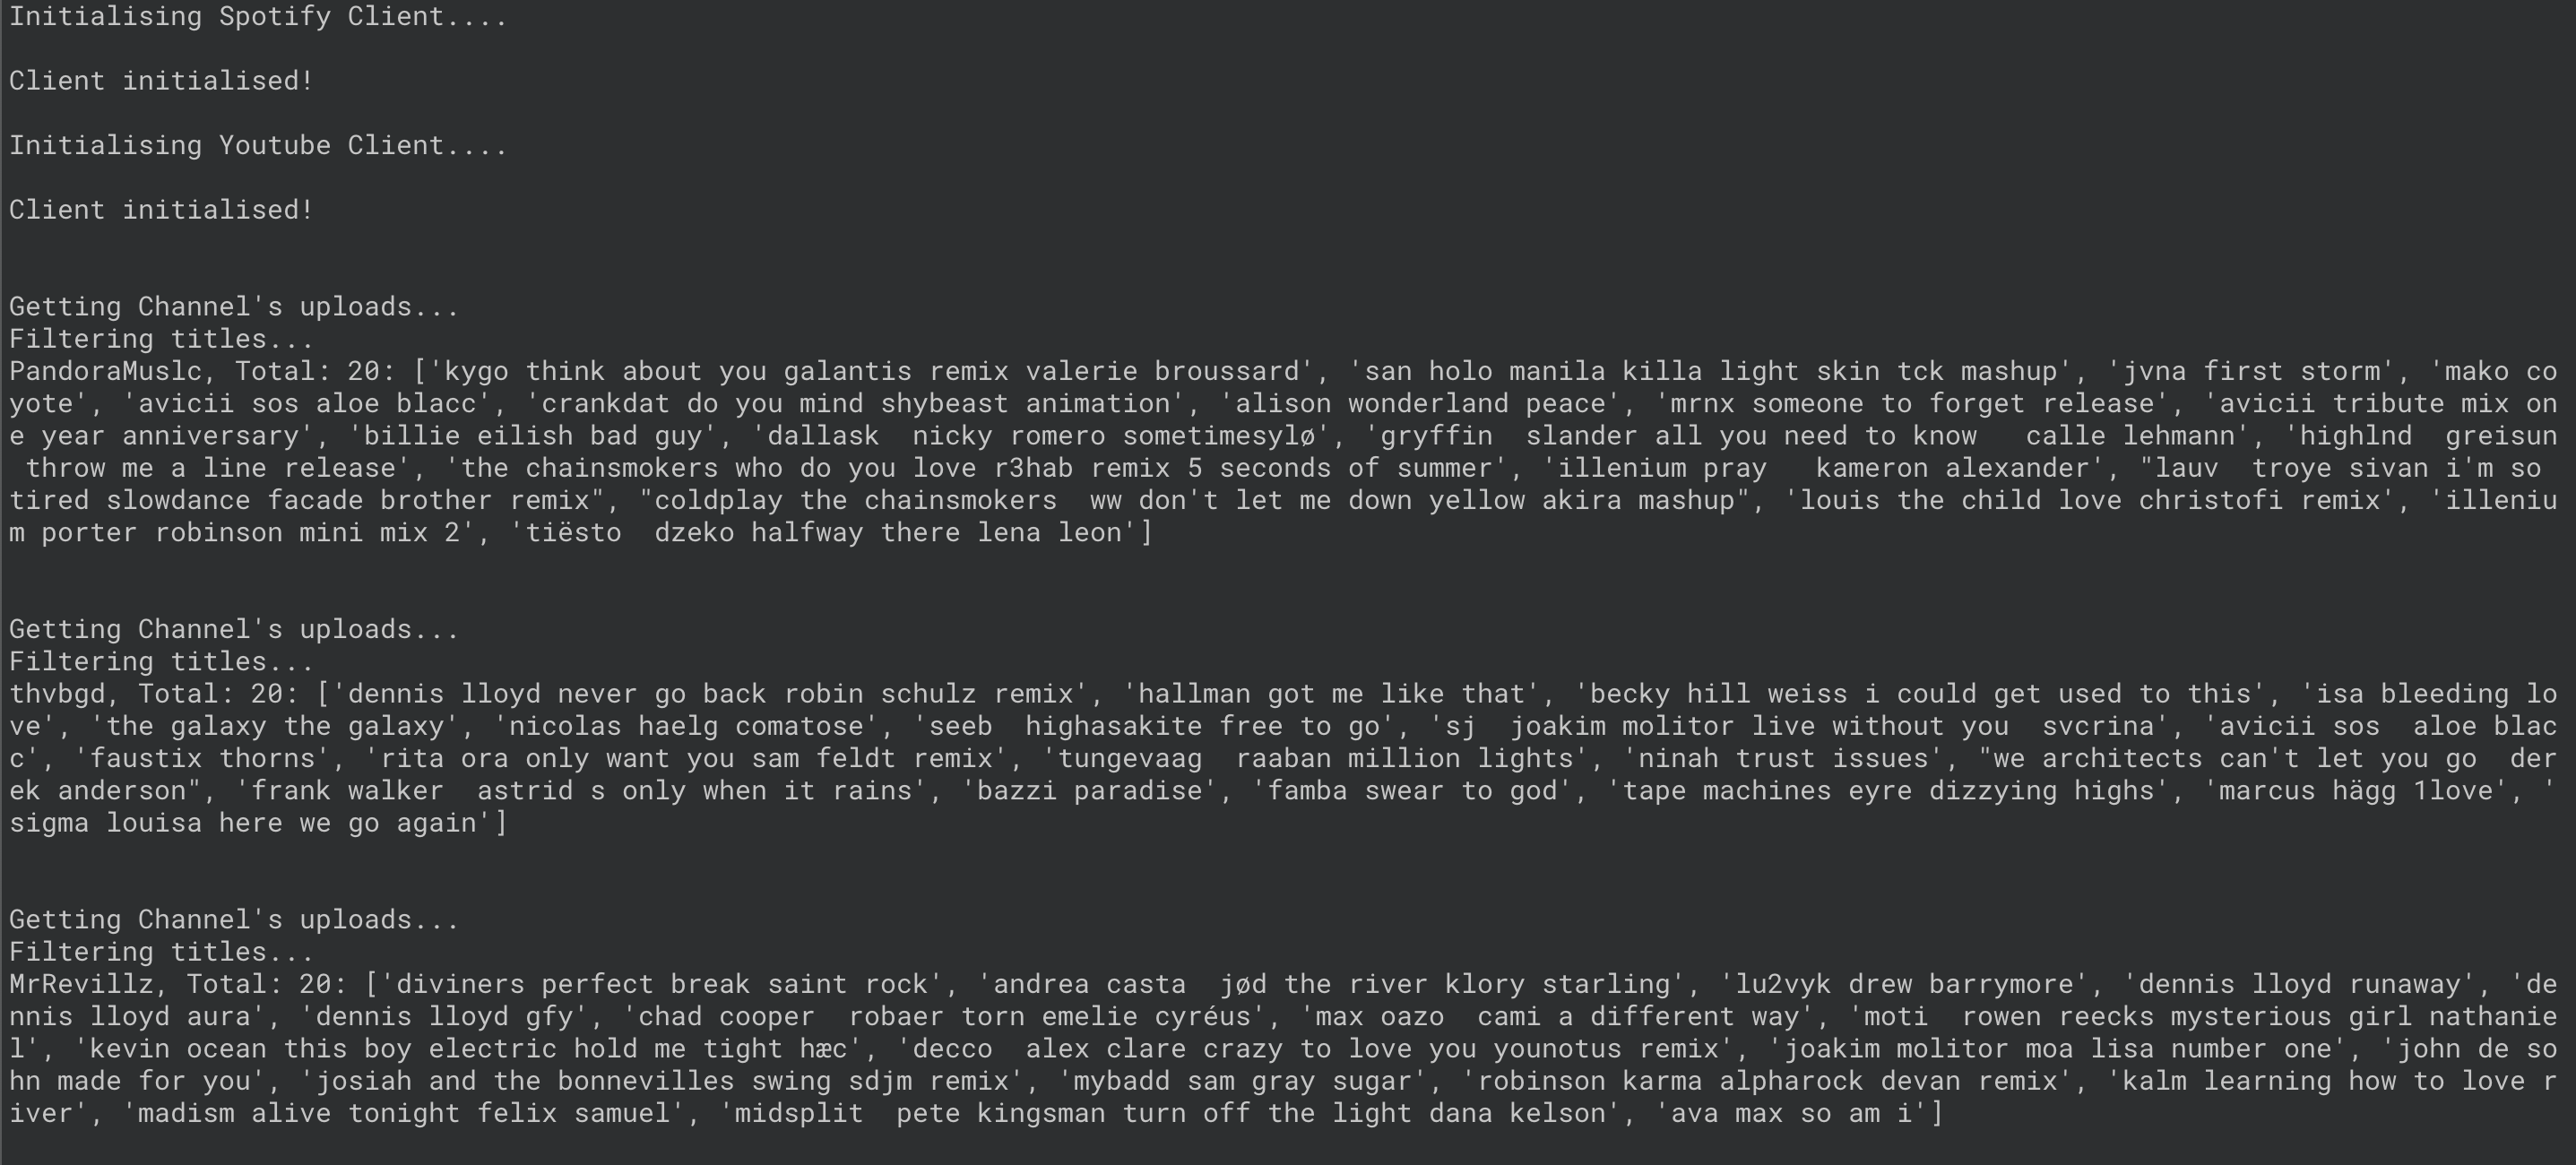 Initialising Spotify Client....
Client initialised!
Initialising Youtube Client....
Client initialised!
Getting Channel's uploads...
Filtering titles...
PandoraMuslc, Total: 20: ['kygo think about you galantis remix valerie broussard', 'san holo manila killa light skin tck mashup', 'jvna first storm', 'mako co
yote', 'avicii sos aloe blacc', 'crankdat do you mind shybeast animation', 'alison wonderland peace', 'mrnx someone to forget release', 'avicii tribute mix on
e year anniversary', 'billie eilish bad guy', 'dallask  nicky romero sometimesylø', 'gryffin  slander all you need to know   calle lehmann', 'highlnd  greisun
 throw me a line release', 'the chainsmokers who do you love r3hab remix 5 seconds of summer', 'illenium pray   kameron alexander', "lauv  troye sivan i'm so
tired slowdance facade brother remix", "coldplay the chainsmokers  ww don't let me down yellow akira mashup", 'louis the child love christofi remix', 'illeniu
m porter robinson mini mix 2', 'tiësto  dzeko halfway there lena leon']
Getting Channel's uploads...
Filtering titles...
thvbgd, Total: 20: ['dennis lloyd never go back robin schulz remix', 'hallman got me like that', 'becky hill weiss i could get used to this', 'isa bleeding lo
ve', 'the galaxy the galaxy', 'nicolas haelg comatose', 'seeb  highasakite free to go', 'sj  joakim molitor live without you  svcrina', 'avicii sos  aloe blac
c', 'faustix thorns', 'rita ora only want you sam feldt remix', 'tungevaag  raaban million lights', 'ninah trust issues', "we architects can't let you go  der
ek anderson", 'frank walker  astrid s only when it rains', 'bazzi paradise', 'famba swear to god', 'tape machines eyre dizzying highs', 'marcus hägg 1love', '
sigma louisa here we go again']
Getting Channel's uploads...
Filtering titles...
MrRevillz, Total: 20: ['diviners perfect break saint rock', 'andrea casta  jød the river klory starling', 'lu2vyk drew barrymore', 'dennis lloyd runaway', 'de
nnis lloyd aura', 'dennis lloyd gfy', 'chad cooper  robaer torn emelie cyréus', 'max oazo  cami a different way', 'moti  rowen reecks mysterious girl nathanie
l', 'kevin ocean this boy electric hold me tight hæc', 'decco  alex clare crazy to love you younotus remix', 'joakim molitor moa lisa number one', 'john de so
hn made for you', 'josiah and the bonnevilles swing sdjm remix', 'mybadd sam gray sugar', 'robinson karma alpharock devan remix', 'kalm learning how to love r
iver', 'madism alive tonight felix samuel', 'midsplit  pete kingsman turn off the light dana kelson', 'ava max so am i']